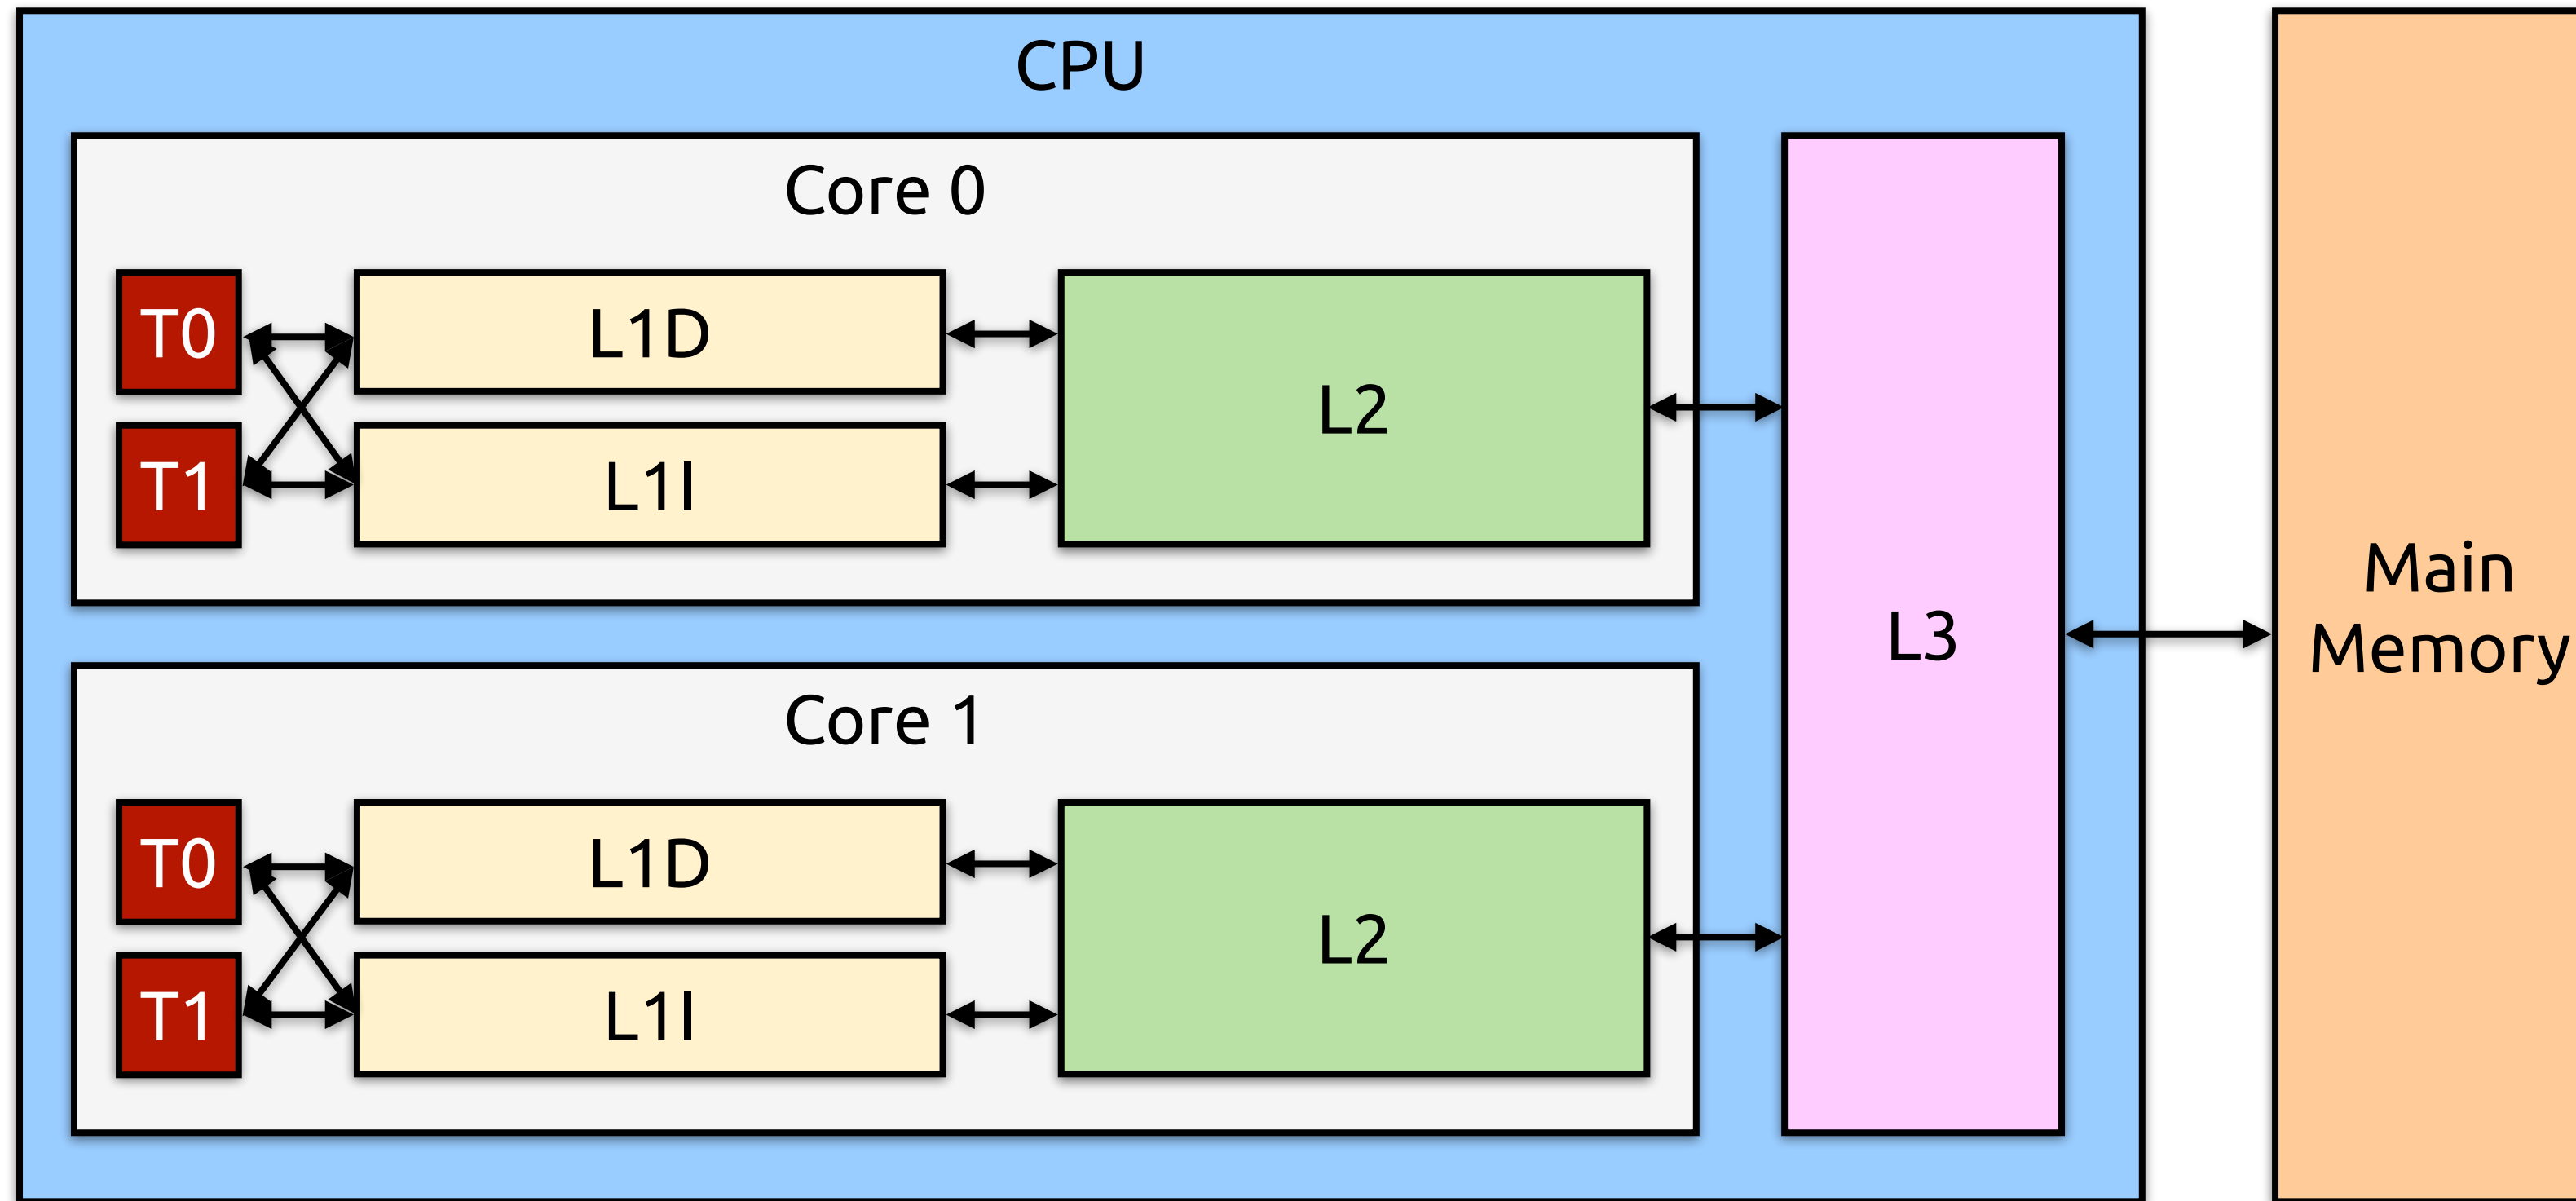 CPU
Core 0
T0
L1D
T1
L1I
L2
Core 1
T0
L1D
T1
L1I
L2
L3
Main
Memory